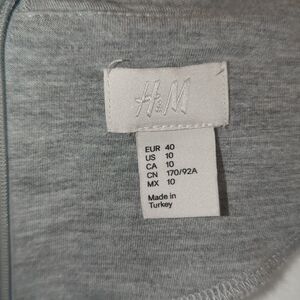 H&M
EUR 40
US 10
CA 10
CN 170/92A
MX 10
Made in
Turkey